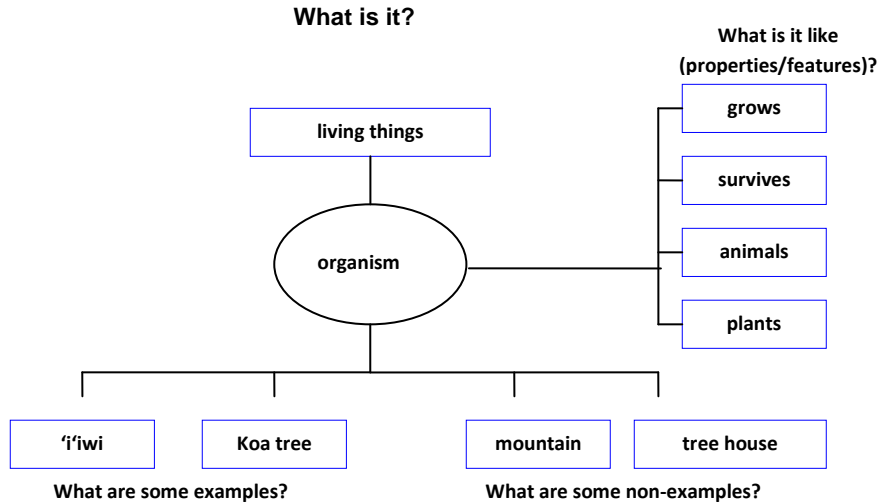 What is it?
What is it like
(properties/features)?
grows
living things
survives
organism
animals
plants
‘i‘iwi
Koa tree
mountain
tree house
What are some examples?
What are some non-examples?